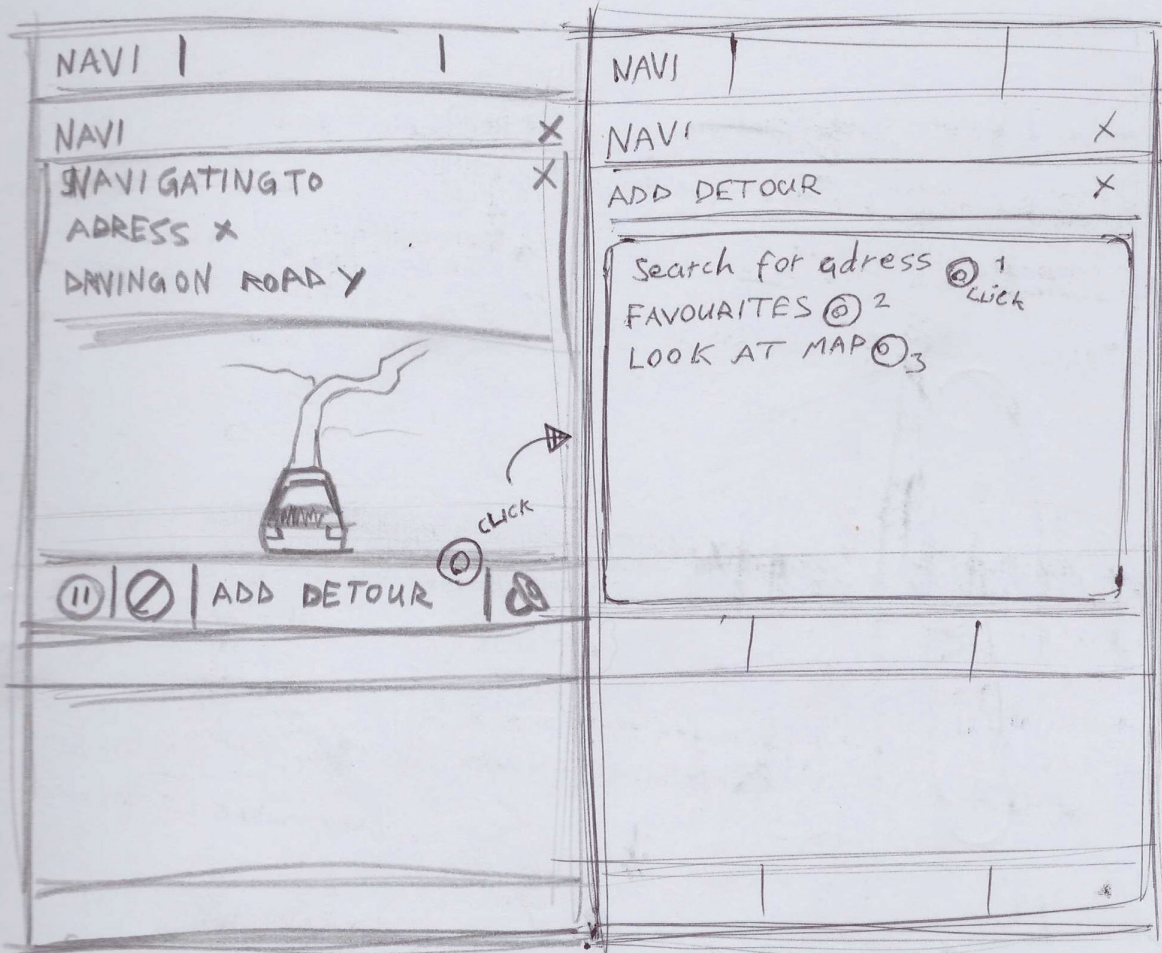 NAVI
NAVI X
NAVIGATING TO X
ADRESS X
DRIVING ON ROAD Y
CLICK
ADD DETOUR
NAVI
NAVI X
ADD DETOUR X
Search for adress 1
CLICK
FAVOURITES 2
LOOK AT MAP 3